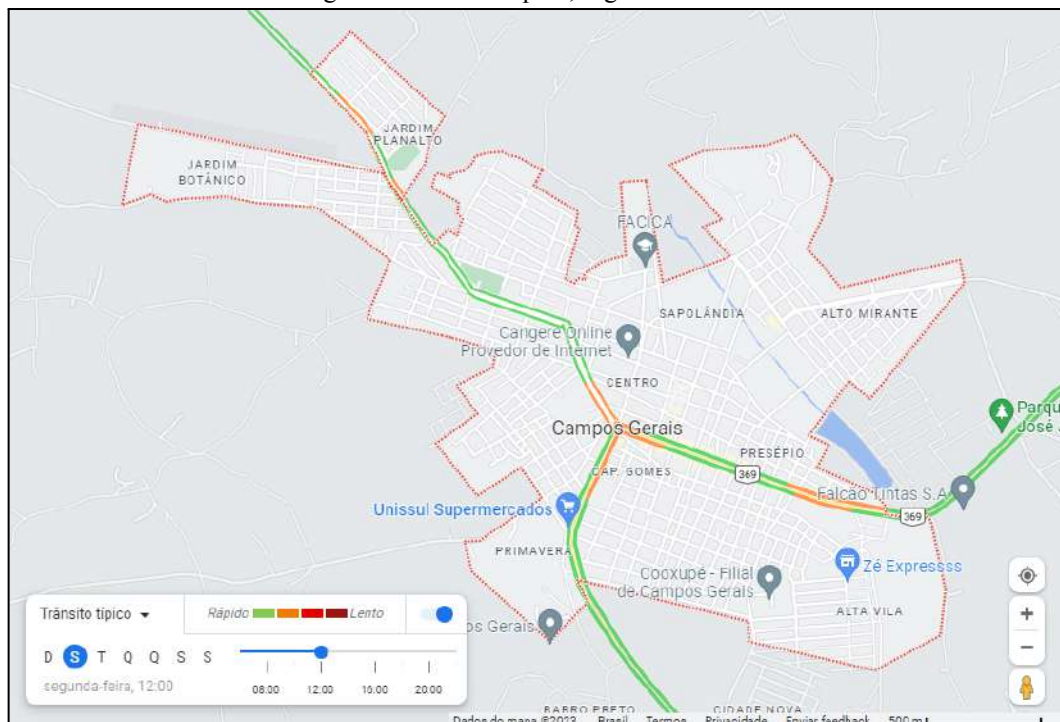 JARDIM
PLANALTO
JARDIM
BOTÂNICO
FACICA
SAPOLÂNDIA
ALTO MIRANTE
Cangere Online
Provedor de Internet
CENTRO
Parqu
José
Campos Gerais
PRESÉPIO
CAP. GOMES
369
Falcão Tintas S.A
369
Unissul Supermercados
PRIMAVERA
Zé Expressss
Cooxupé - Filial
de Campos Gerais
ALTA VILA
os Gerais
Trânsito típico
Rápido
Lento
D S T Q Q S S
segunda-feira, 12:00
08:00 12:00 16:00 20:00
BARRO PRETO
CIDADE NOVA
Dados do mapa ©2023 Brasil Termos Privacidade Enviar feedback 500 m